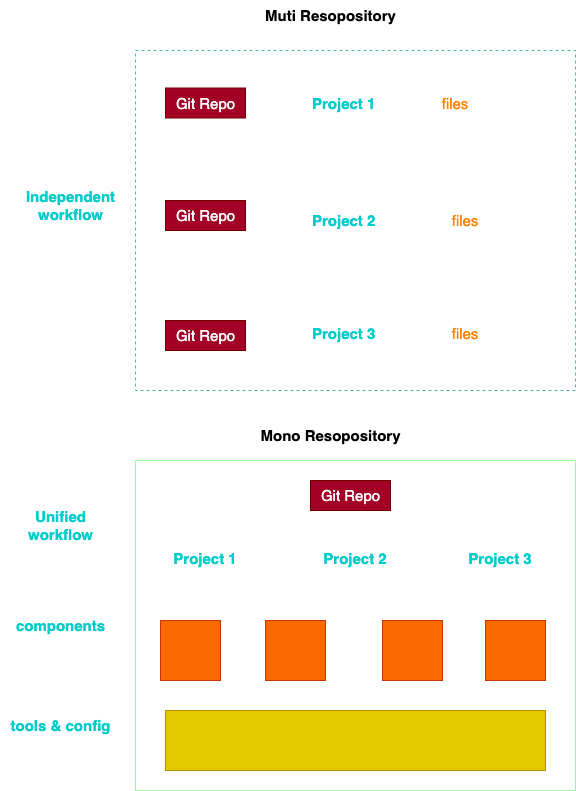 Muti Resopository
Git Repo
Project 1
files
Independent
workflow
Git Repo
Project 2
files
Git Repo
Project 3
files
Mono Resopository
Git Repo
Unified
workflow
Project 1
Project 2
Project 3
components
tools & config